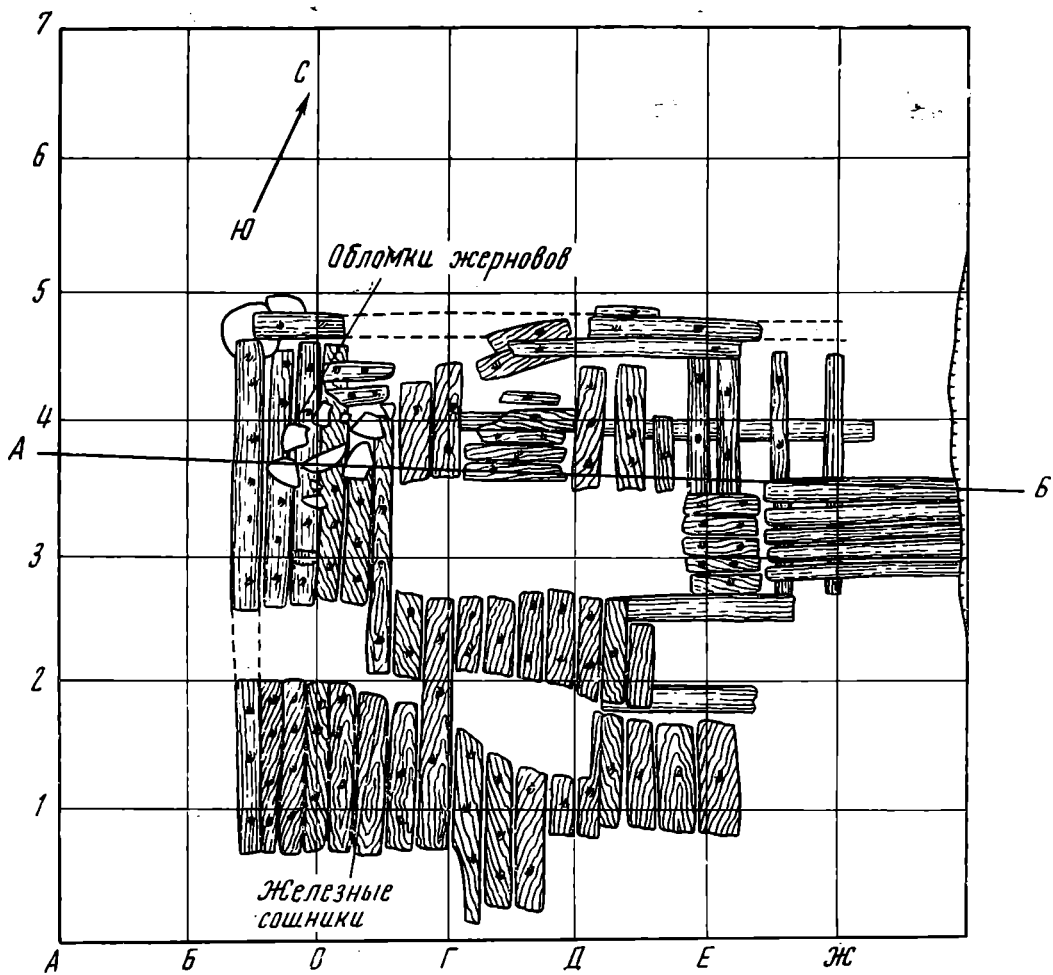 7
С
6
Ю
Обломки жерновов
5
4
А
Б
3
2
1
Железные
сошники
А Б О Г Д Е Ж